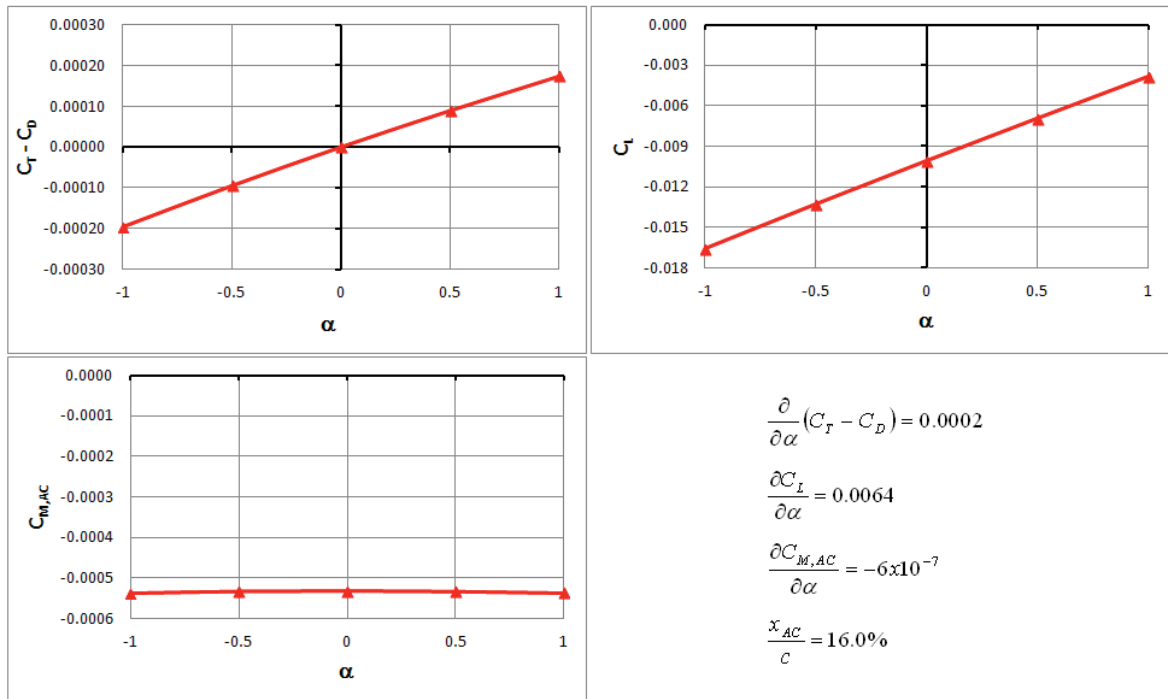 0.00030
0.00020
0.00010
0.00000
-0.00010
-0.00020
-0.00030
C_T - C_D
-1 -0.5 0 0.5 1
α
0.000
-0.003
-0.006
-0.009
-0.012
-0.015
-0.018
C_L
-1 -0.5 0 0.5 1
α
0.0000
-0.0001
-0.0002
-0.0003
-0.0004
-0.0005
-0.0006
C_M,AC
-1 -0.5 0 0.5 1
α
∂/∂α (C_T - C_D) = 0.0002
∂C_L/∂α = 0.0064
∂C_M,AC/∂α = -6x10^-7
x_AC/c = 16.0%